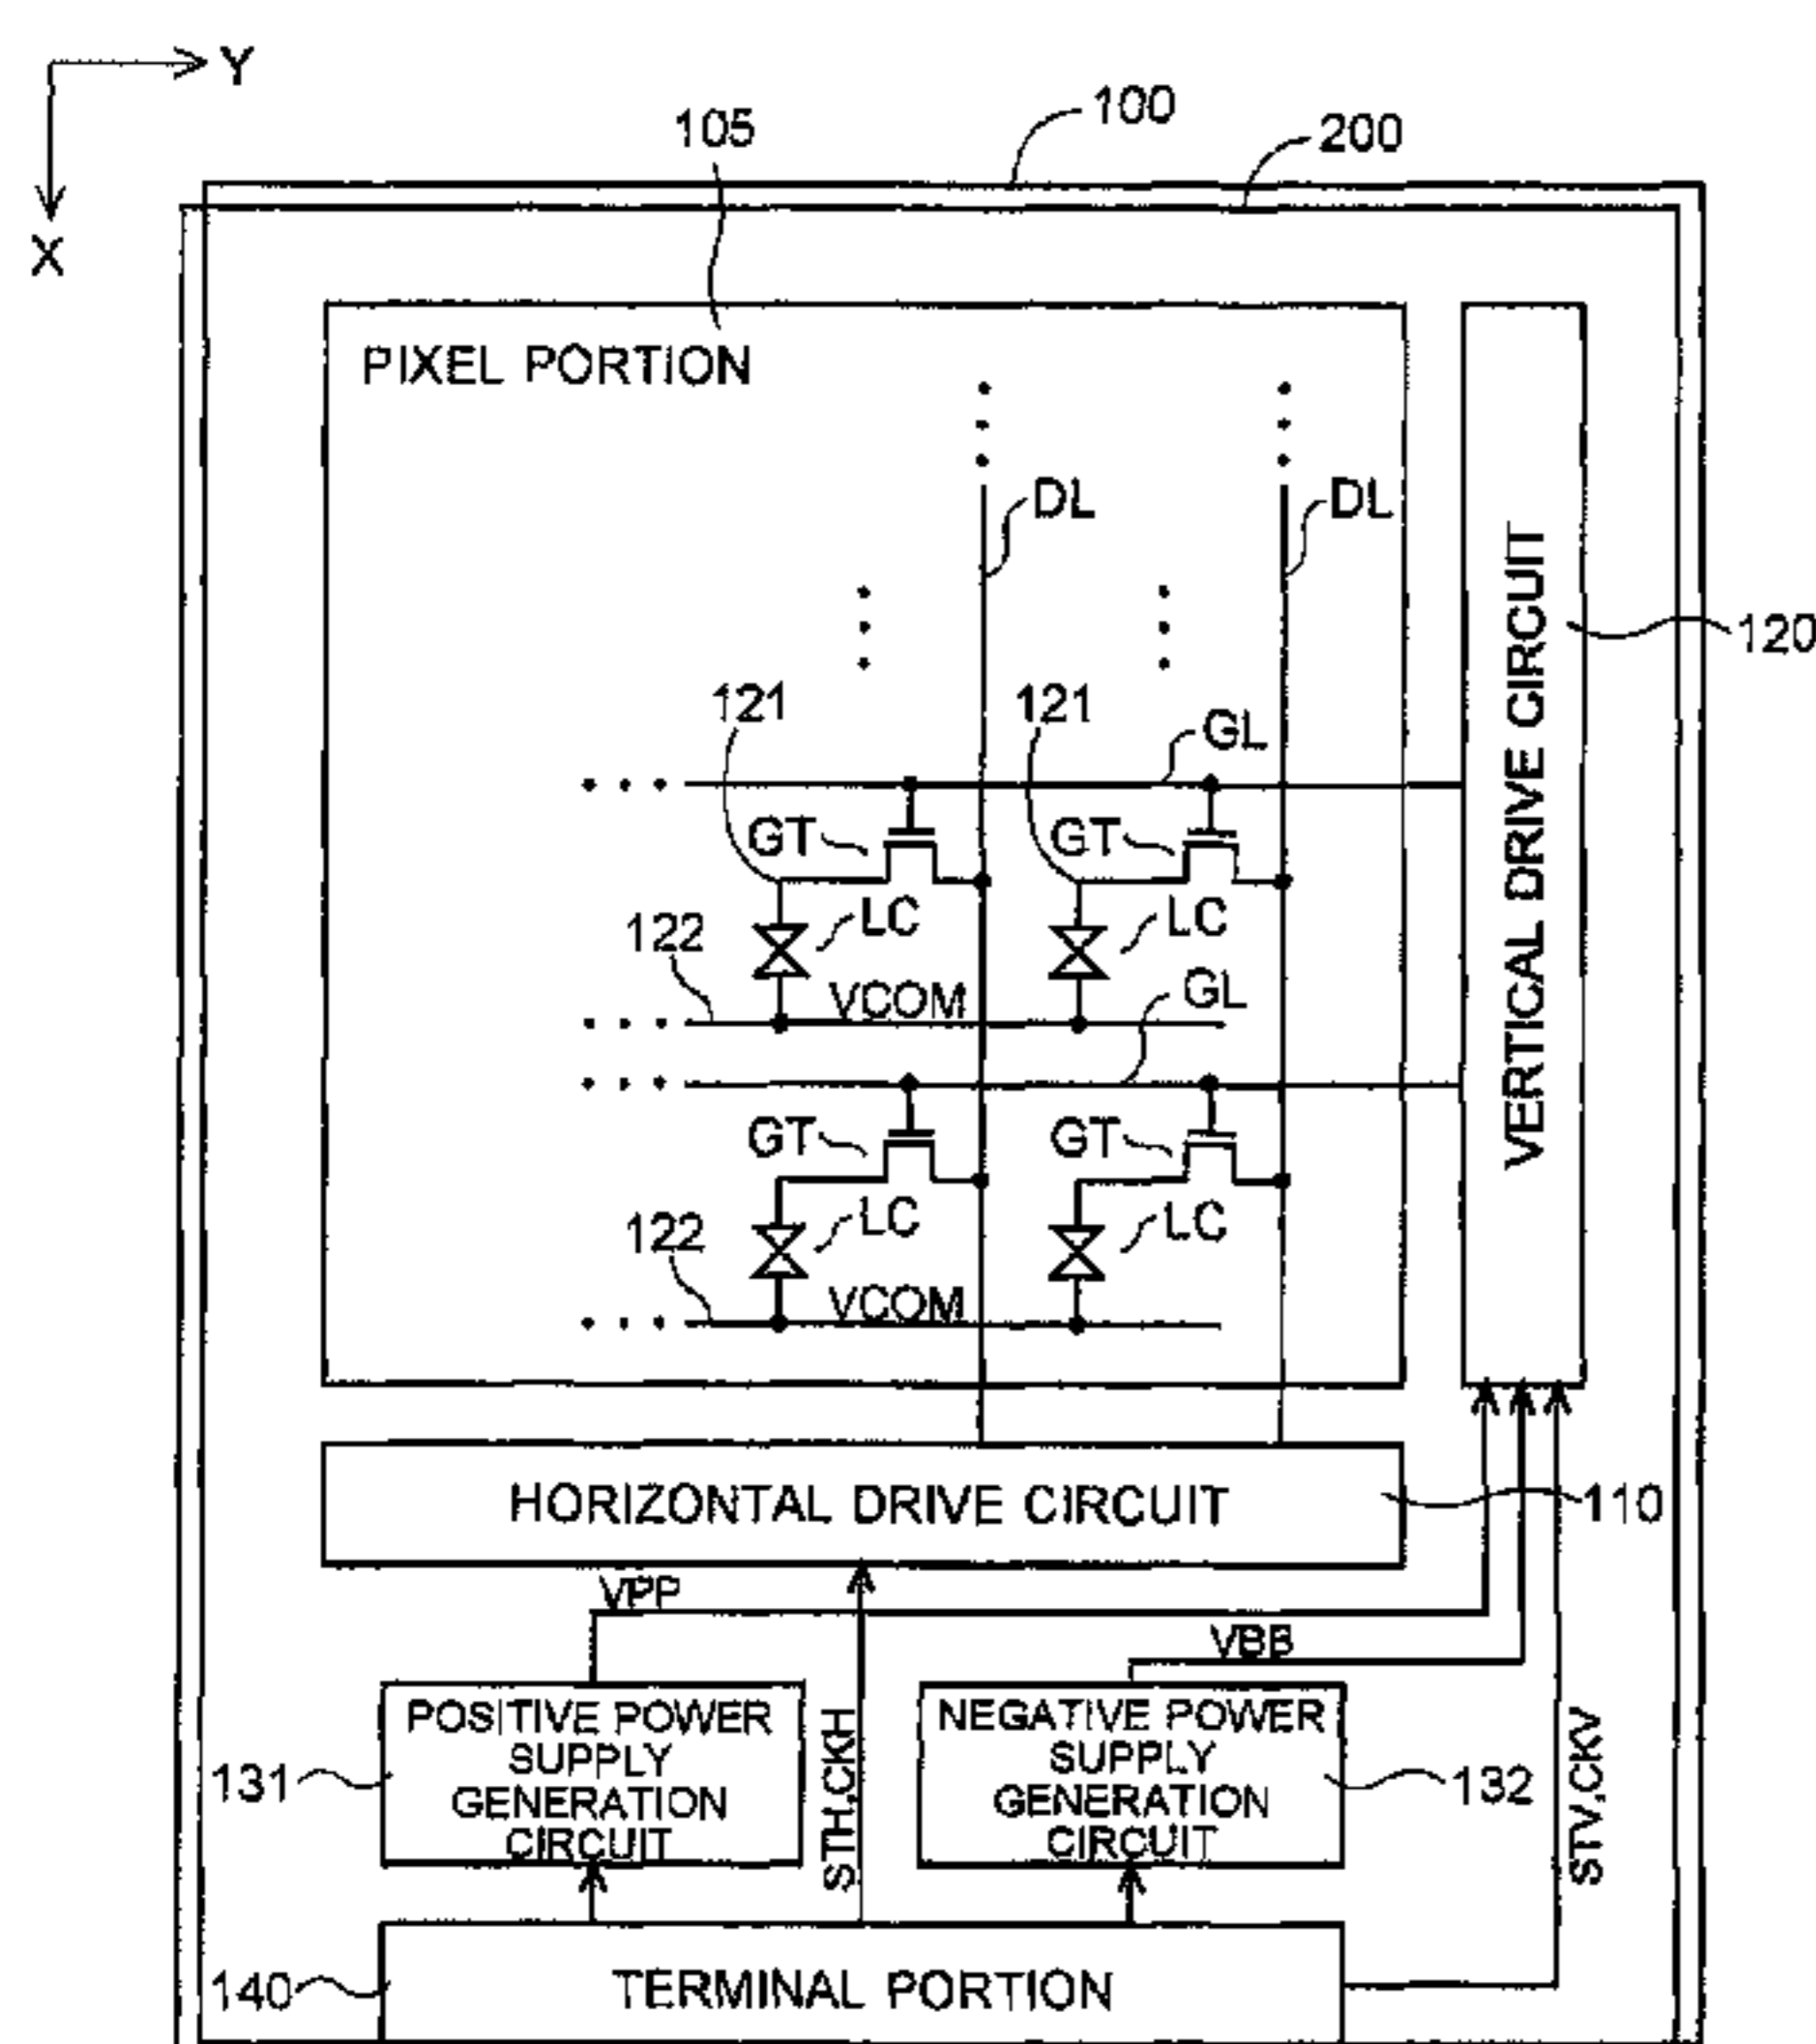 Y
X
100
200
105
PIXEL PORTION
DL
DL
VERTICAL DRIVE CIRCUIT
120
121
121
GL
GT
GT
LC
LC
122
VCOM
GL
GT
GT
LC
LC
122
VCOM
HORIZONTAL DRIVE CIRCUIT
110
VPP
VBB
POSITIVE POWER
SUPPLY
GENERATION
CIRCUIT
131
STH,CKH
NEGATIVE POWER
SUPPLY
GENERATION
CIRCUIT
132
STV,CKV
140
TERMINAL PORTION